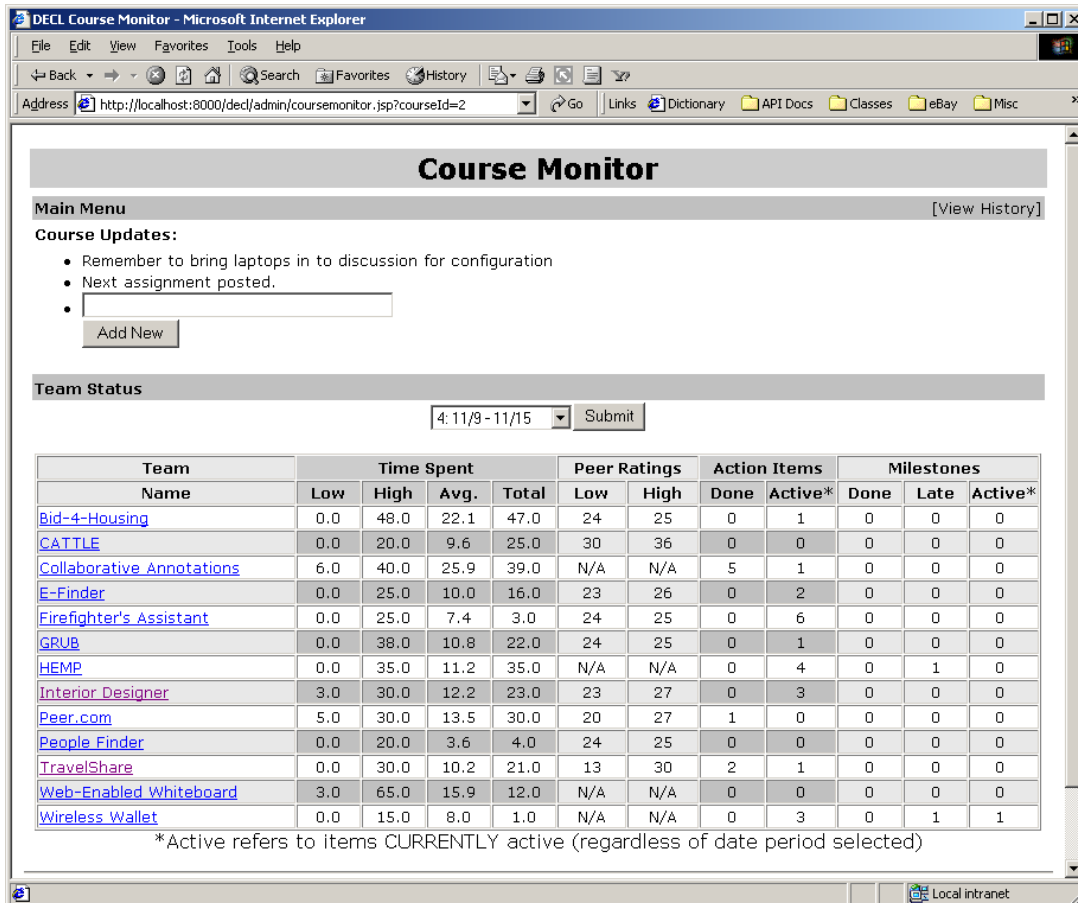 DECL Course Monitor - Microsoft Internet Explorer
File Edit View Favorites Tools Help
Back Search Favorites History
Address http://localhost:8000/decl/admin/coursemonitor.jsp?courseId=2 Go Links Dictionary API Docs Classes eBay Misc »
Course Monitor
Main Menu [View History]
Course Updates:
• Remember to bring laptops in to discussion for configuration
• Next assignment posted.
•
Add New
Team Status
4: 11/9 - 11/15 Submit
Team Time Spent Peer Ratings Action Items Milestones
Name Low High Avg. Total Low High Done Active* Done Late Active*
Bid-4-Housing 0.0 48.0 22.1 47.0 24 25 0 1 0 0 0
CATTLE 0.0 20.0 9.6 25.0 30 36 0 0 0 0 0
Collaborative Annotations 6.0 40.0 25.9 39.0 N/A N/A 5 1 0 0 0
E-Finder 0.0 25.0 10.0 16.0 23 26 0 2 0 0 0
Firefighter's Assistant 0.0 25.0 7.4 3.0 24 25 0 6 0 0 0
GRUB 0.0 38.0 10.8 22.0 24 25 0 1 0 0 0
HEMP 0.0 35.0 11.2 35.0 N/A N/A 0 4 0 1 0
Interior Designer 3.0 30.0 12.2 23.0 23 27 0 3 0 0 0
Peer.com 5.0 30.0 13.5 30.0 20 27 1 0 0 0 0
People Finder 0.0 20.0 3.6 4.0 24 25 0 0 0 0 0
TravelShare 0.0 30.0 10.2 21.0 13 30 2 1 0 0 0
Web-Enabled Whiteboard 3.0 65.0 15.9 12.0 N/A N/A 0 0 0 0 0
Wireless Wallet 0.0 15.0 8.0 1.0 N/A N/A 0 3 0 1 1
*Active refers to items CURRENTLY active (regardless of date period selected)
Local intranet